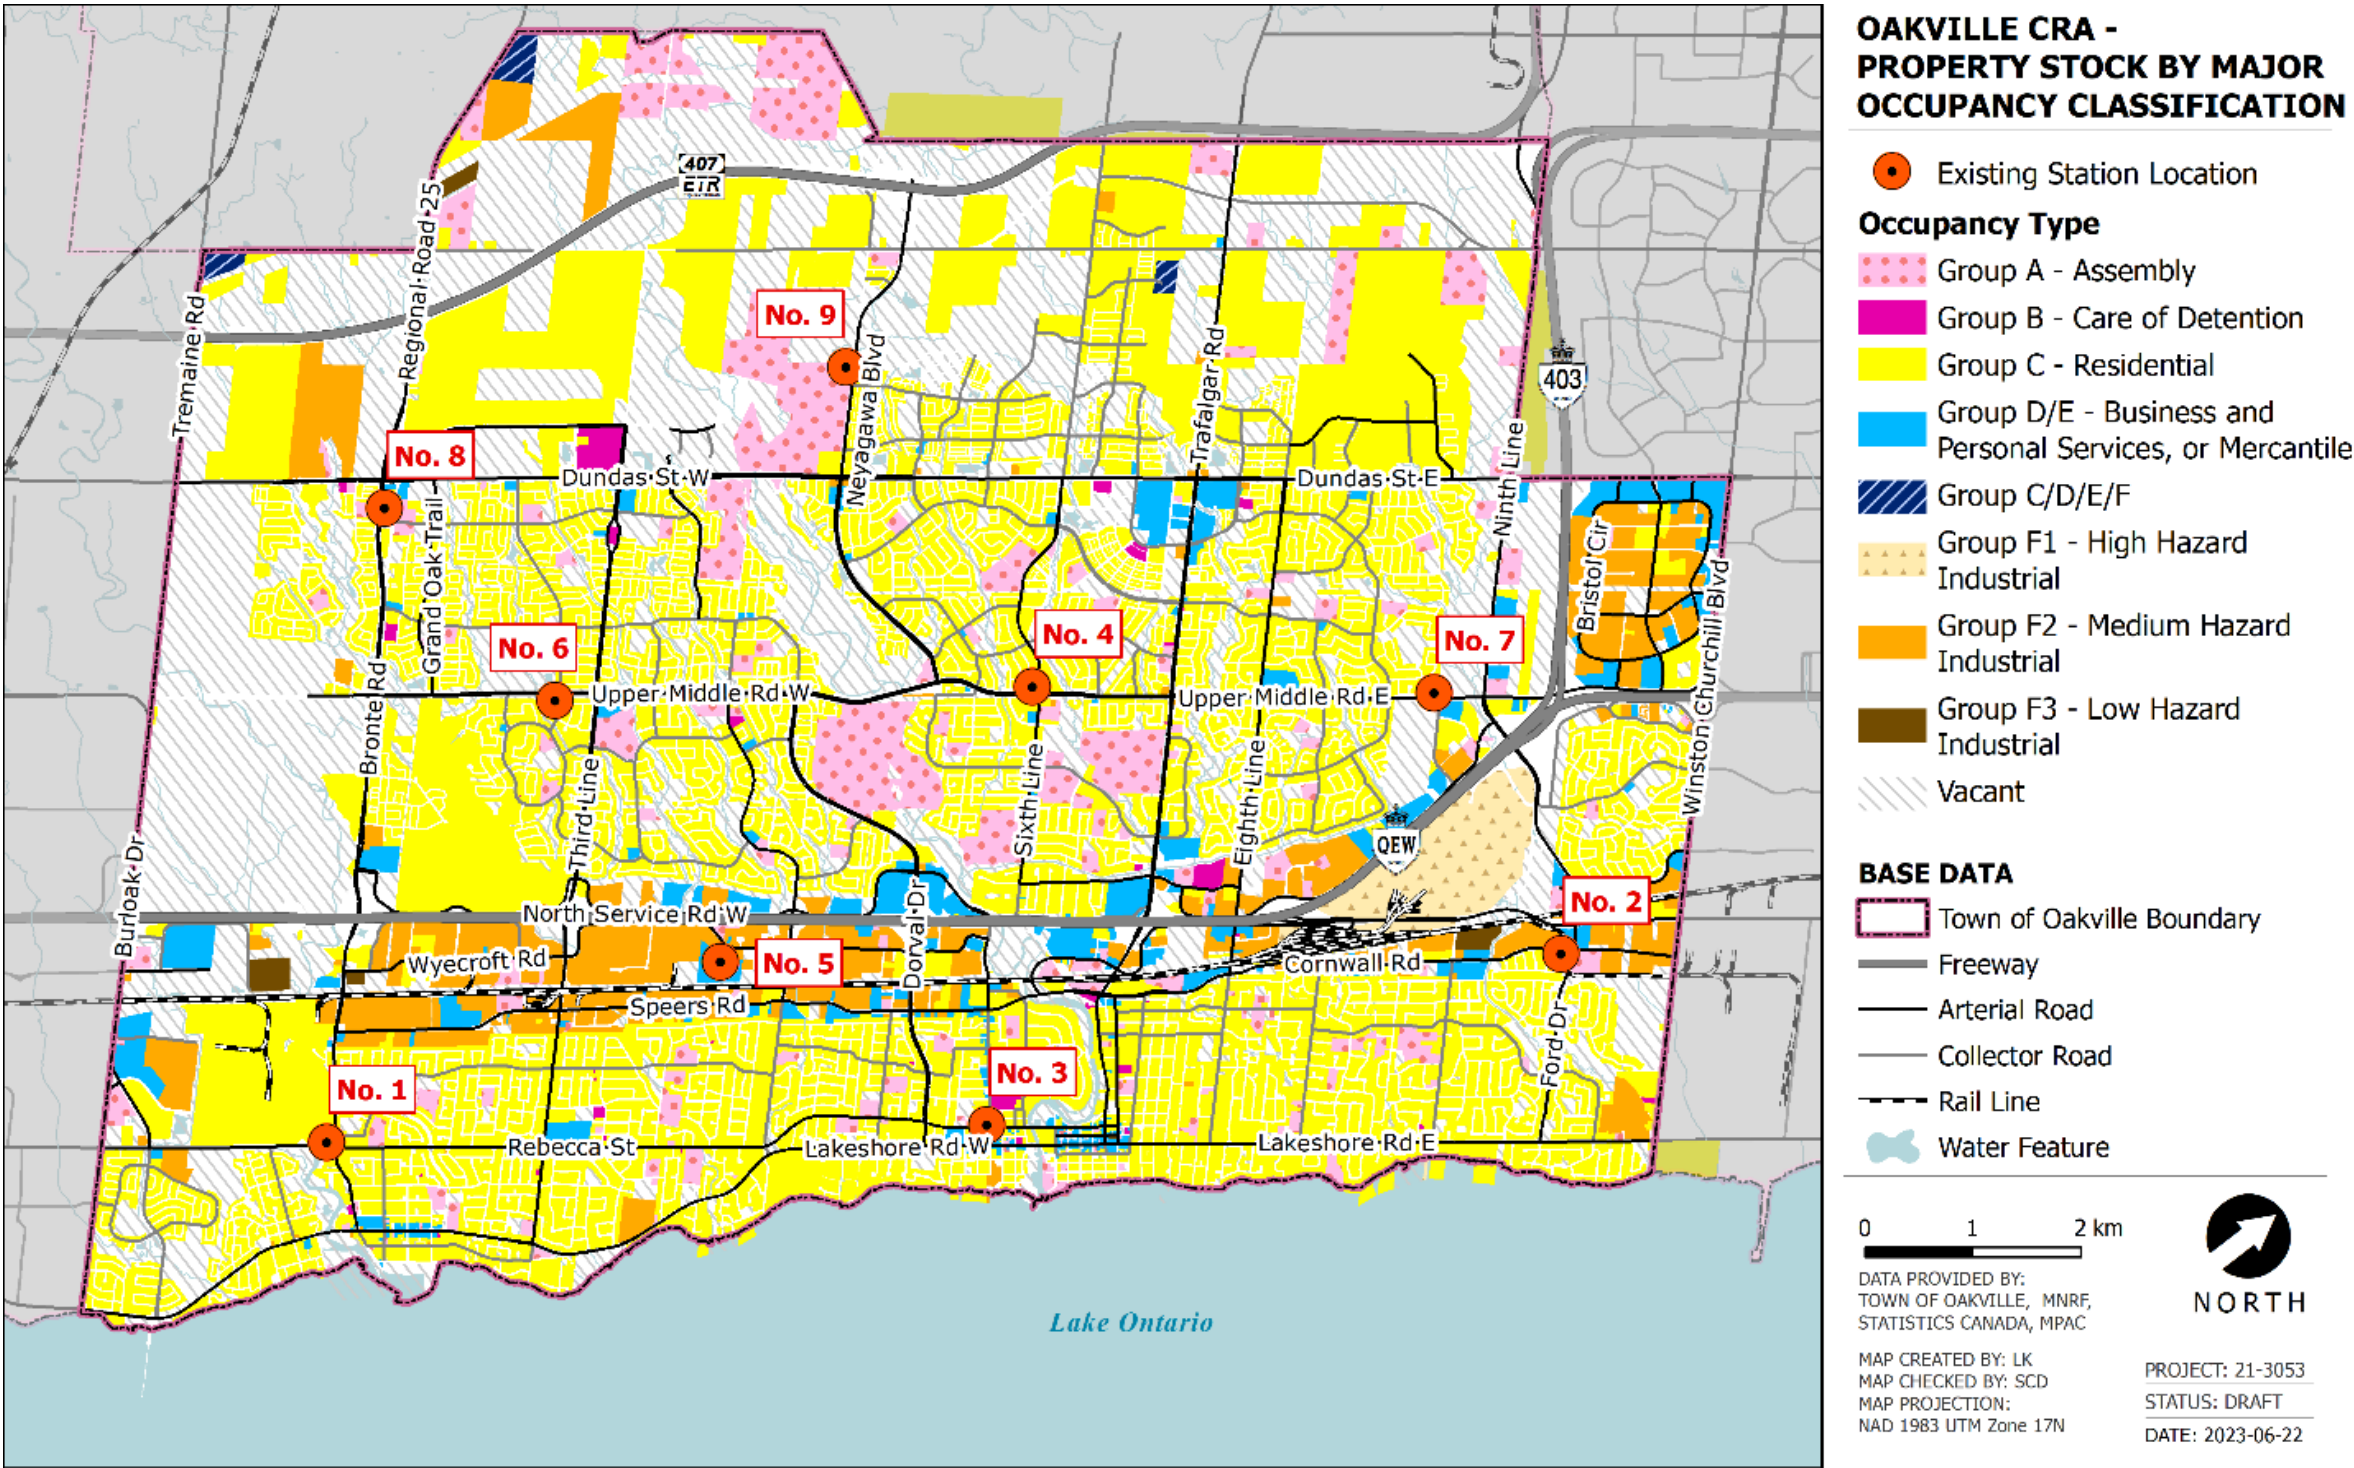 OAKVILLE CRA -
PROPERTY STOCK BY MAJOR
OCCUPANCY CLASSIFICATION
Existing Station Location
Occupancy Type
Group A - Assembly
Group B - Care of Detention
Group C - Residential
Group D/E - Business and
Personal Services, or Mercantile
Group C/D/E/F
Group F1 - High Hazard
Industrial
Group F2 - Medium Hazard
Industrial
Group F3 - Low Hazard
Industrial
Vacant
BASE DATA
Town of Oakville Boundary
Freeway
Arterial Road
Collector Road
Rail Line
Water Feature
0 1 2 km
NORTH
DATA PROVIDED BY:
TOWN OF OAKVILLE, MNRF,
STATISTICS CANADA, MPAC
MAP CREATED BY: LK
MAP CHECKED BY: SCD
MAP PROJECTION:
NAD 1983 UTM Zone 17N
PROJECT: 21-3053
STATUS: DRAFT
DATE: 2023-06-22
407
ETR
Regional Road 25
Tremaine Rd
No. 9
Neyagawa Blvd
Trafalgar Rd
403
Ninth Line
No. 8
Dundas St W
Dundas St E
Grand Oak Trail
Bristol Cir
Winston Churchill Blvd
No. 6
No. 4
No. 7
Upper Middle Rd W
Upper Middle Rd E
Bronte Rd
Third Line
Sixth Line
Eighth Line
QEW
Burloak Dr
Dorval Dr
No. 2
North Service Rd W
Wyecroft Rd
No. 5
Cornwall Rd
Speers Rd
Ford Dr
No. 1
No. 3
Rebecca St
Lakeshore Rd W
Lakeshore Rd E
Lake Ontario